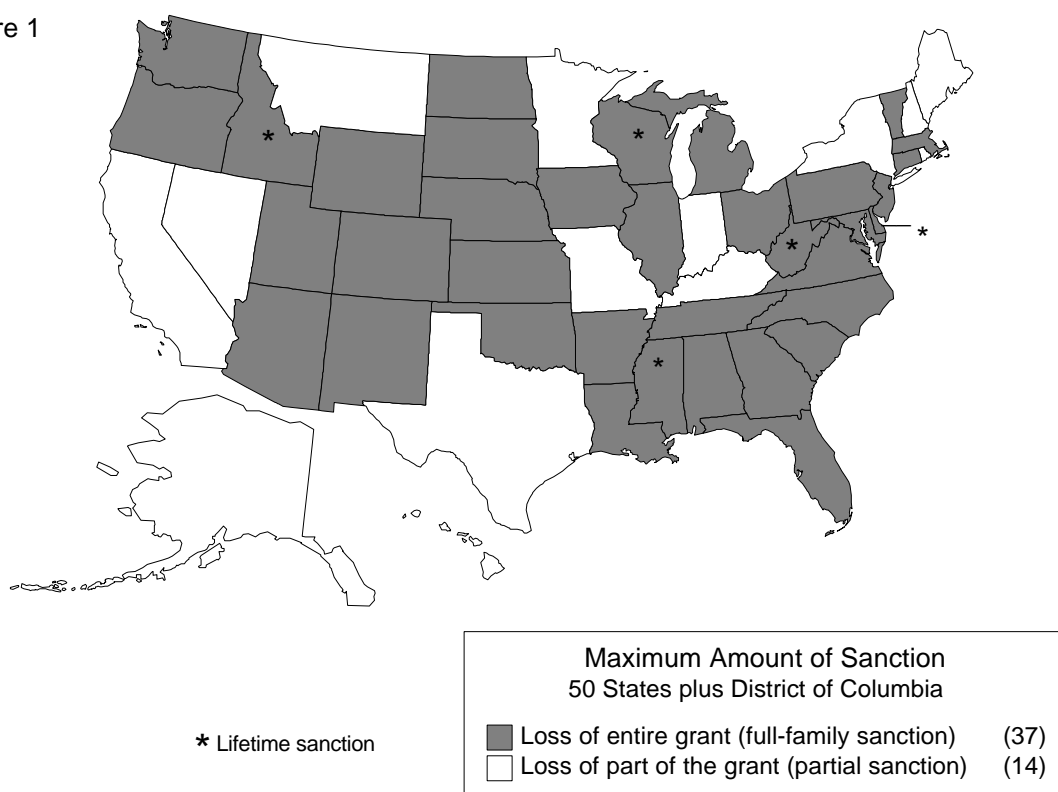 re 1
*
*
*
*
*
* Lifetime sanction
Maximum Amount of Sanction
50 States plus District of Columbia
Loss of entire grant (full-family sanction) (37)
Loss of part of the grant (partial sanction) (14)